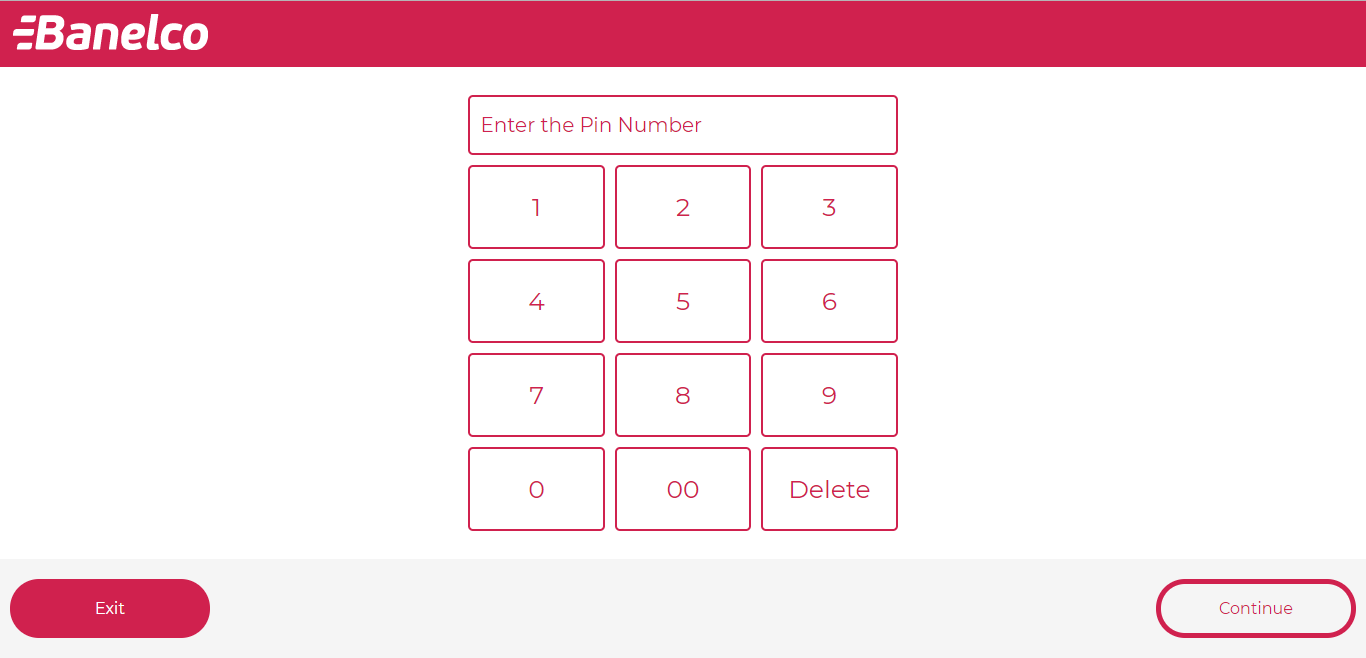 Banelco
Enter the Pin Number
1 2 3
4 5 6
7 8 9
0 00 Delete
Exit Continue